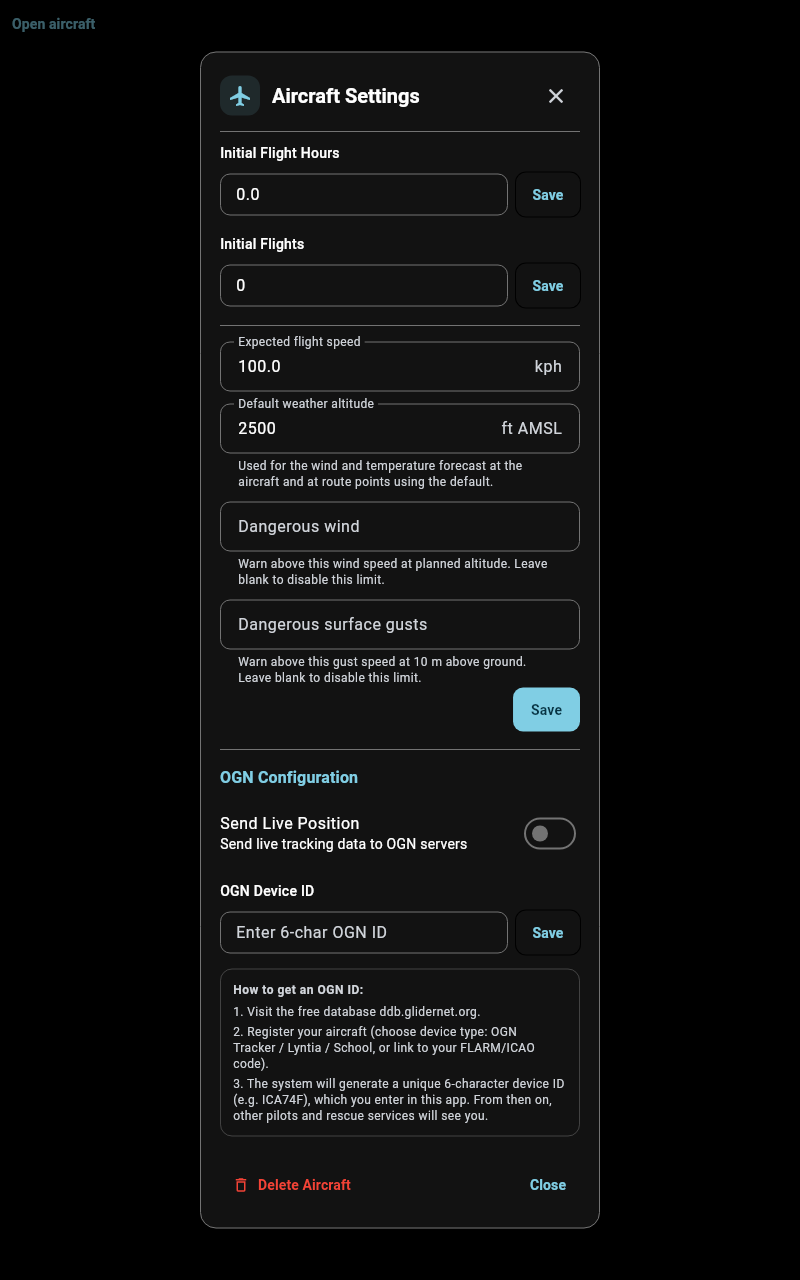 Open aircraft
Aircraft Settings
Initial Flight Hours
0.0
Save
Initial Flights
0
Save
Expected flight speed
100.0
kph
Default weather altitude
2500
ft AMSL
Used for the wind and temperature forecast at the
aircraft and at route points using the default.
Dangerous wind
Warn above this wind speed at planned altitude. Leave
blank to disable this limit.
Dangerous surface gusts
Warn above this gust speed at 10 m above ground.
Leave blank to disable this limit.
Save
OGN Configuration
Send Live Position
Send live tracking data to OGN servers
OGN Device ID
Enter 6-char OGN ID
Save
How to get an OGN ID:
1. Visit the free database ddb.glidernet.org.
2. Register your aircraft (choose device type: OGN
Tracker / Lyntia / School, or link to your FLARM/ICAO
code).
3. The system will generate a unique 6-character device ID
(e.g. ICA74F), which you enter in this app. From then on,
other pilots and rescue services will see you.
Delete Aircraft
Close